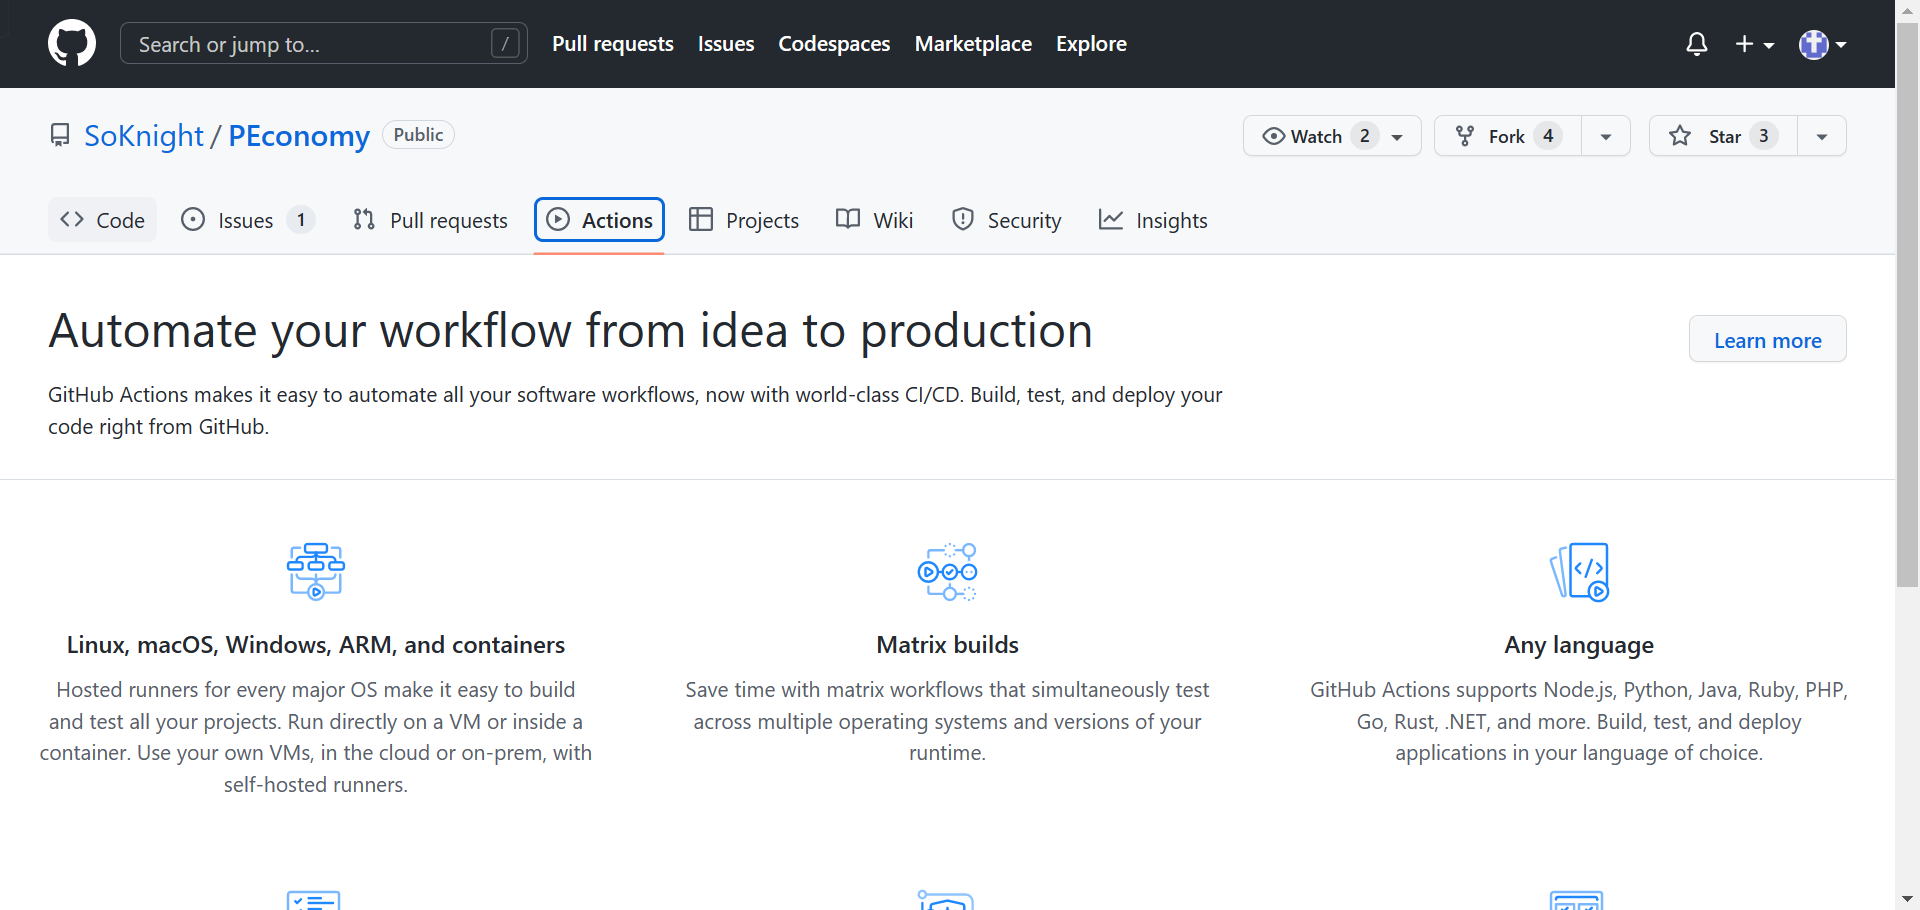 Search or jump to... / Pull requests Issues Codespaces Marketplace Explore
SoKnight / PEconomy Public Watch 2 Fork 4 Star 3
Code Issues 1 Pull requests Actions Projects Wiki Security Insights
Automate your workflow from idea to production
Learn more
GitHub Actions makes it easy to automate all your software workflows, now with world-class CI/CD. Build, test, and deploy your
code right from GitHub.
Linux, macOS, Windows, ARM, and containers
Hosted runners for every major OS make it easy to build
and test all your projects. Run directly on a VM or inside a
container. Use your own VMs, in the cloud or on-prem, with
self-hosted runners.
Matrix builds
Save time with matrix workflows that simultaneously test
across multiple operating systems and versions of your
runtime.
Any language
GitHub Actions supports Node.js, Python, Java, Ruby, PHP,
Go, Rust, .NET, and more. Build, test, and deploy
applications in your language of choice.